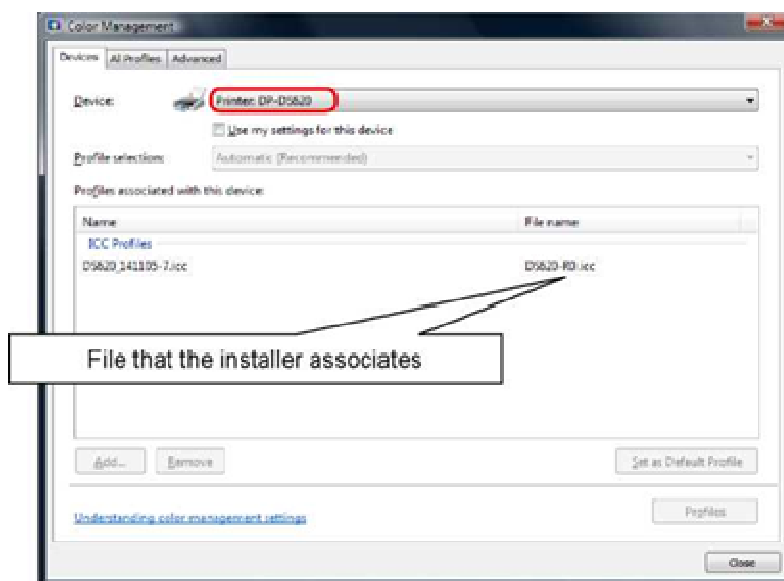 Color Management
Devices All Profiles Advanced
Device: Printer: DP-DS620
Use my settings for this device
Profile selection: Automatic (Recommended)
Profiles associated with this device:
Name File name
ICC Profiles
DS620_141105-7.icc DS620-R0.icc
File that the installer associates
Add... Remove Set as Default Profile
Understanding color management settings Profiles
Close